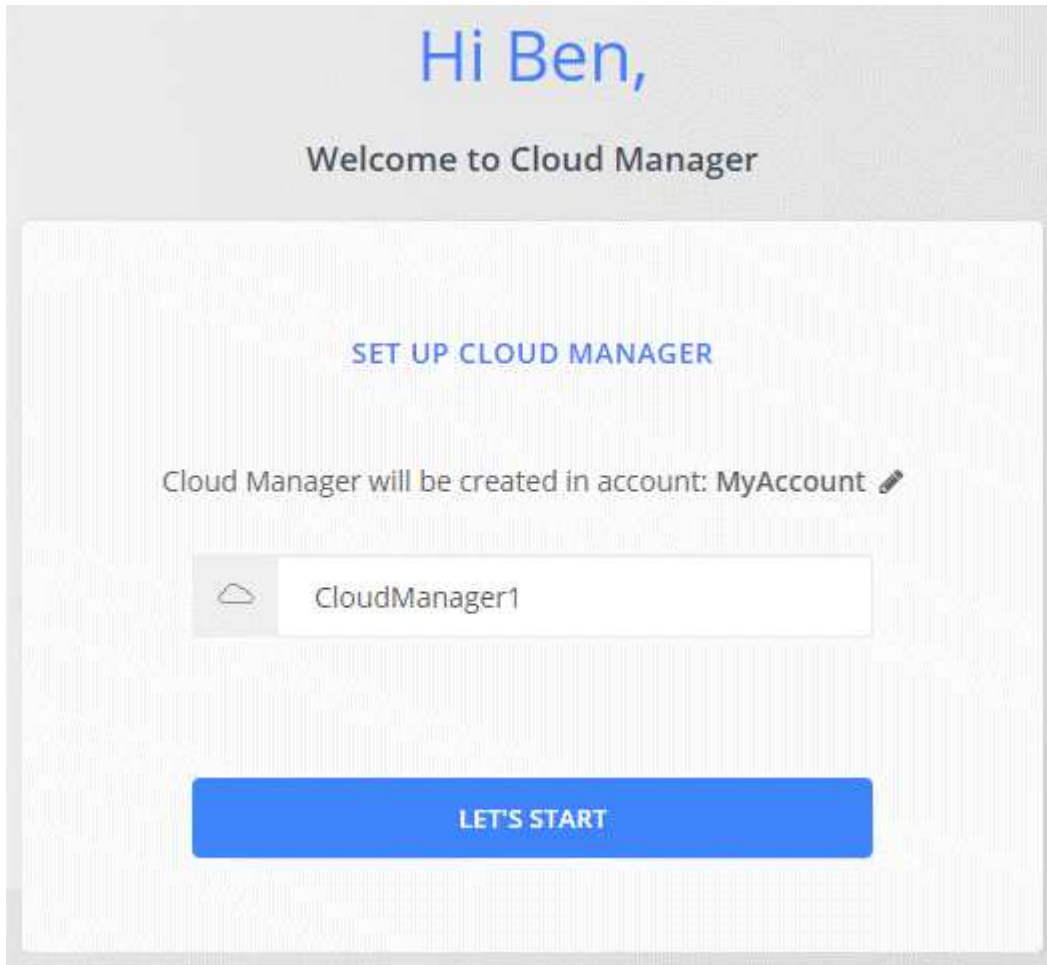 Hi Ben,
Welcome to Cloud Manager
SET UP CLOUD MANAGER
Cloud Manager will be created in account: MyAccount
CloudManager1
LET'S START